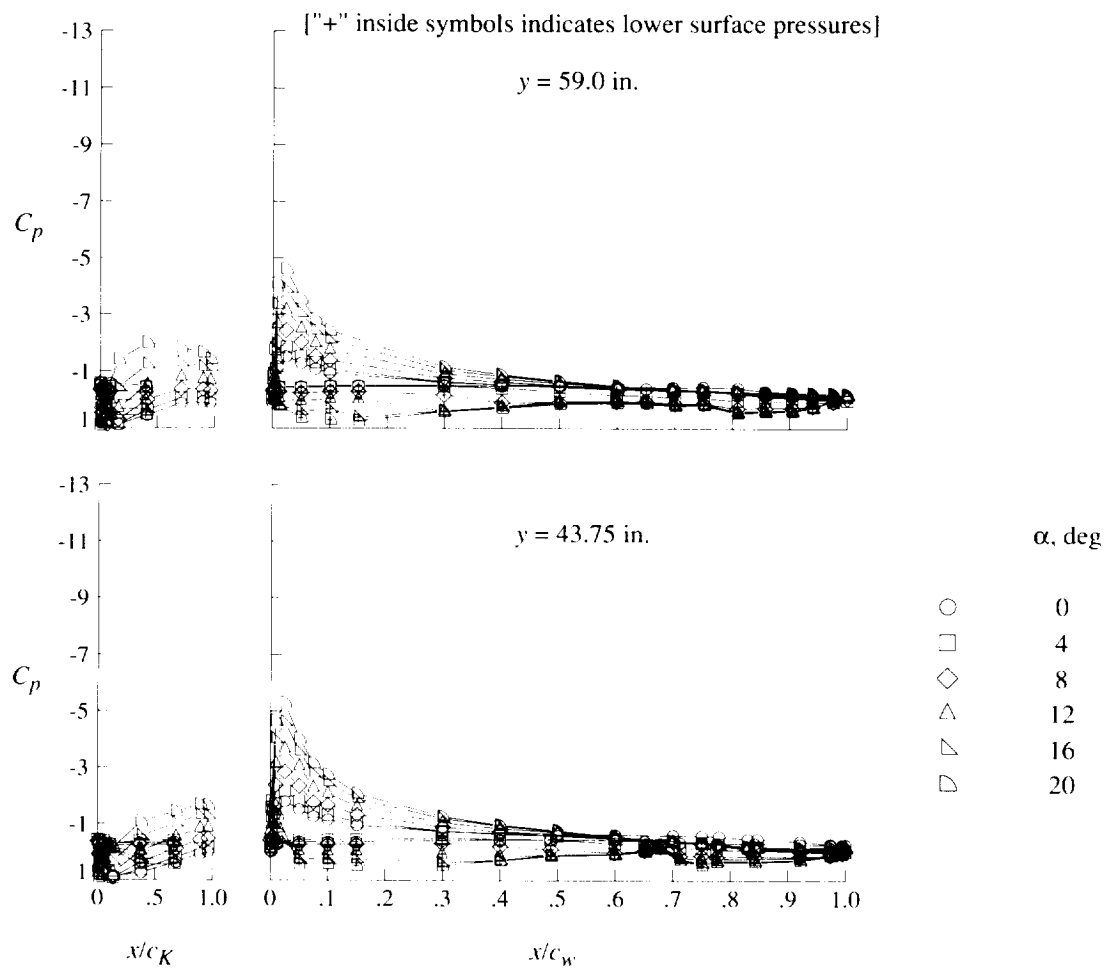 ["+" inside symbols indicates lower surface pressures]
-13
-11
-9
-7
-5
-3
-1
1
C_p
y = 59.0 in.
-13
-11
-9
-7
-5
-3
-1
1
C_p
y = 43.75 in.
0 .5 1.0
x/c_K
0 .1 .2 .3 .4 .5 .6 .7 .8 .9 1.0
x/c_w
α, deg
0
4
8
12
16
20